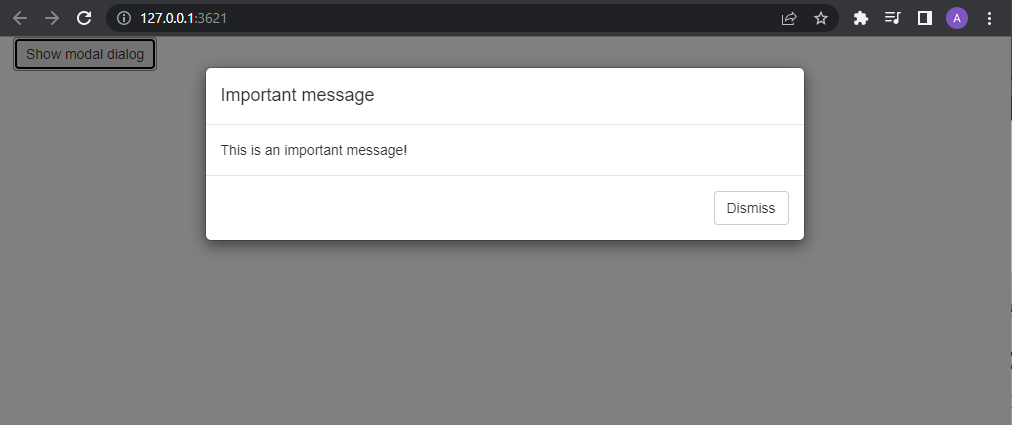 127.0.0.1:3621
A
Show modal dialog
Important message
This is an important message!
Dismiss